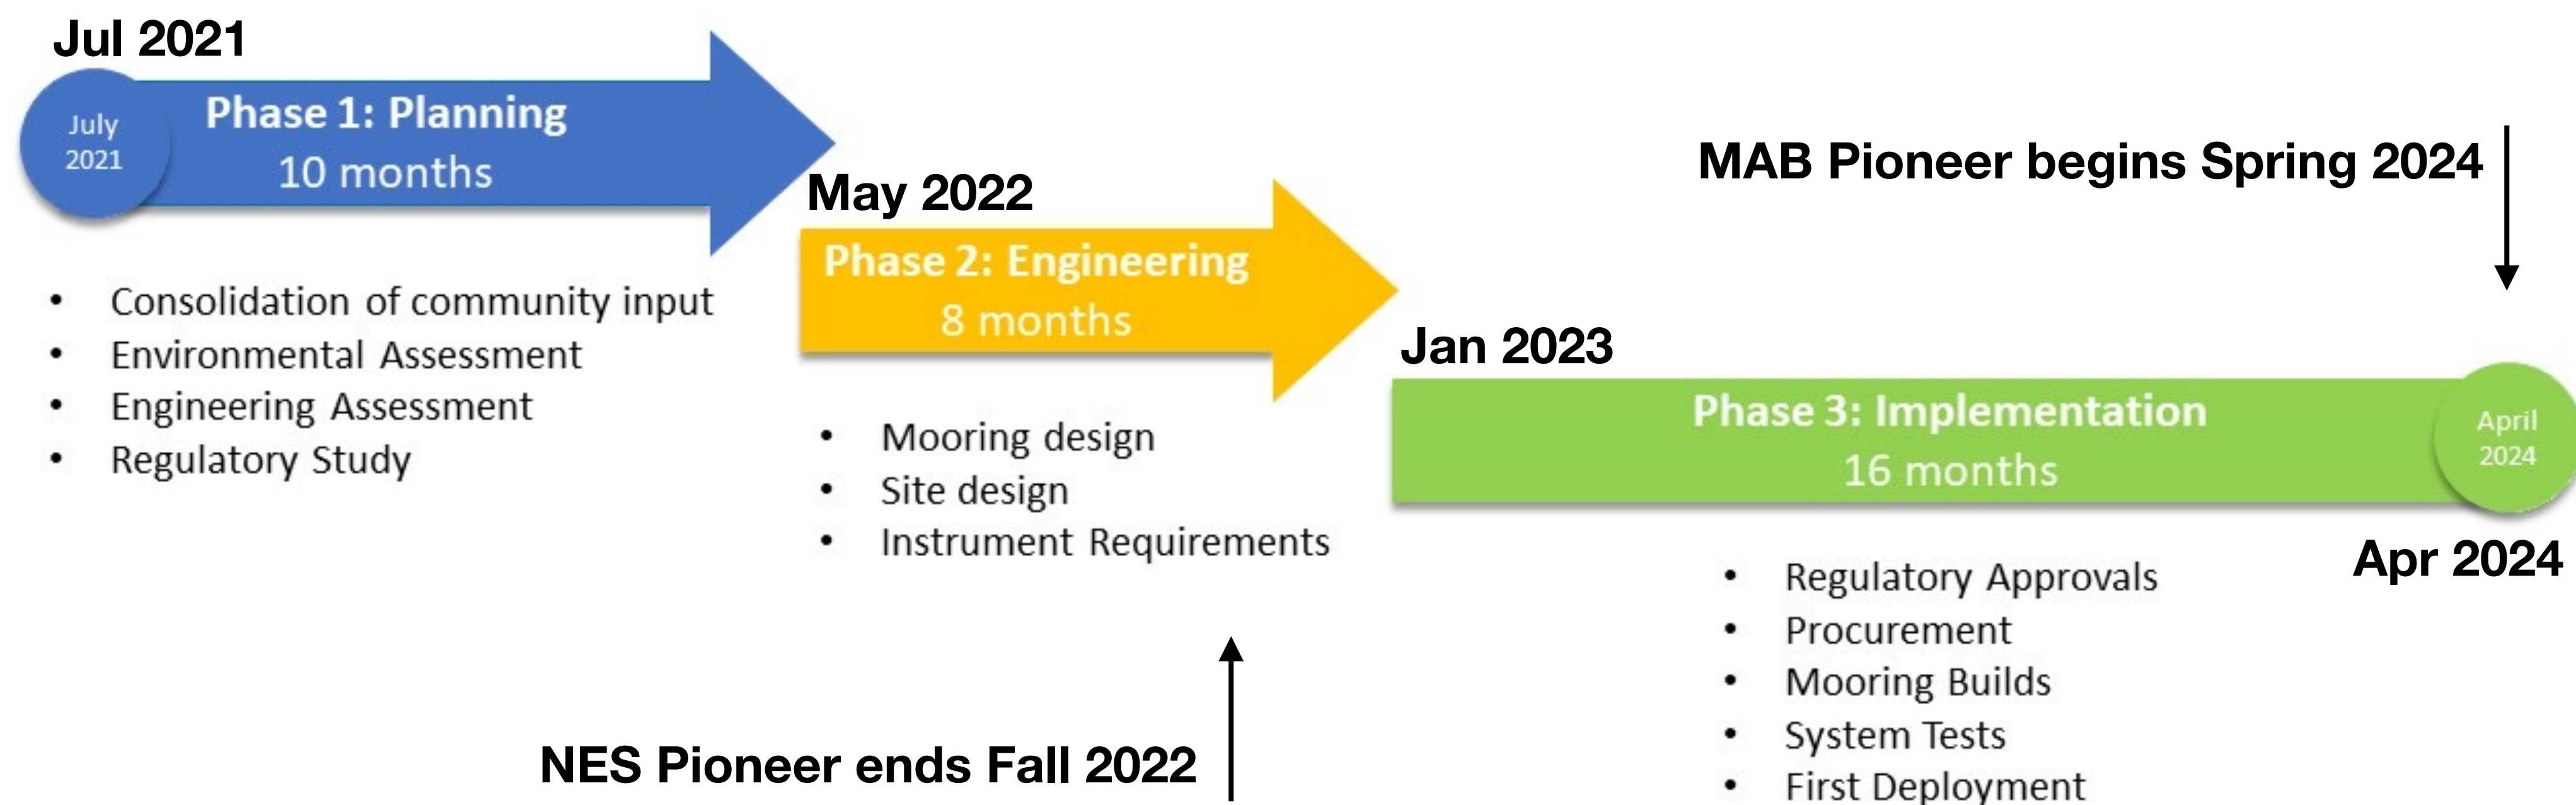 Jul 2021
July
2021
Phase 1: Planning
10 months
• Consolidation of community input
• Environmental Assessment
• Engineering Assessment
• Regulatory Study
May 2022
Phase 2: Engineering
8 months
• Mooring design
• Site design
• Instrument Requirements
NES Pioneer ends Fall 2022
MAB Pioneer begins Spring 2024
Jan 2023
Phase 3: Implementation
16 months
April
2024
Apr 2024
• Regulatory Approvals
• Procurement
• Mooring Builds
• System Tests
• First Deployment